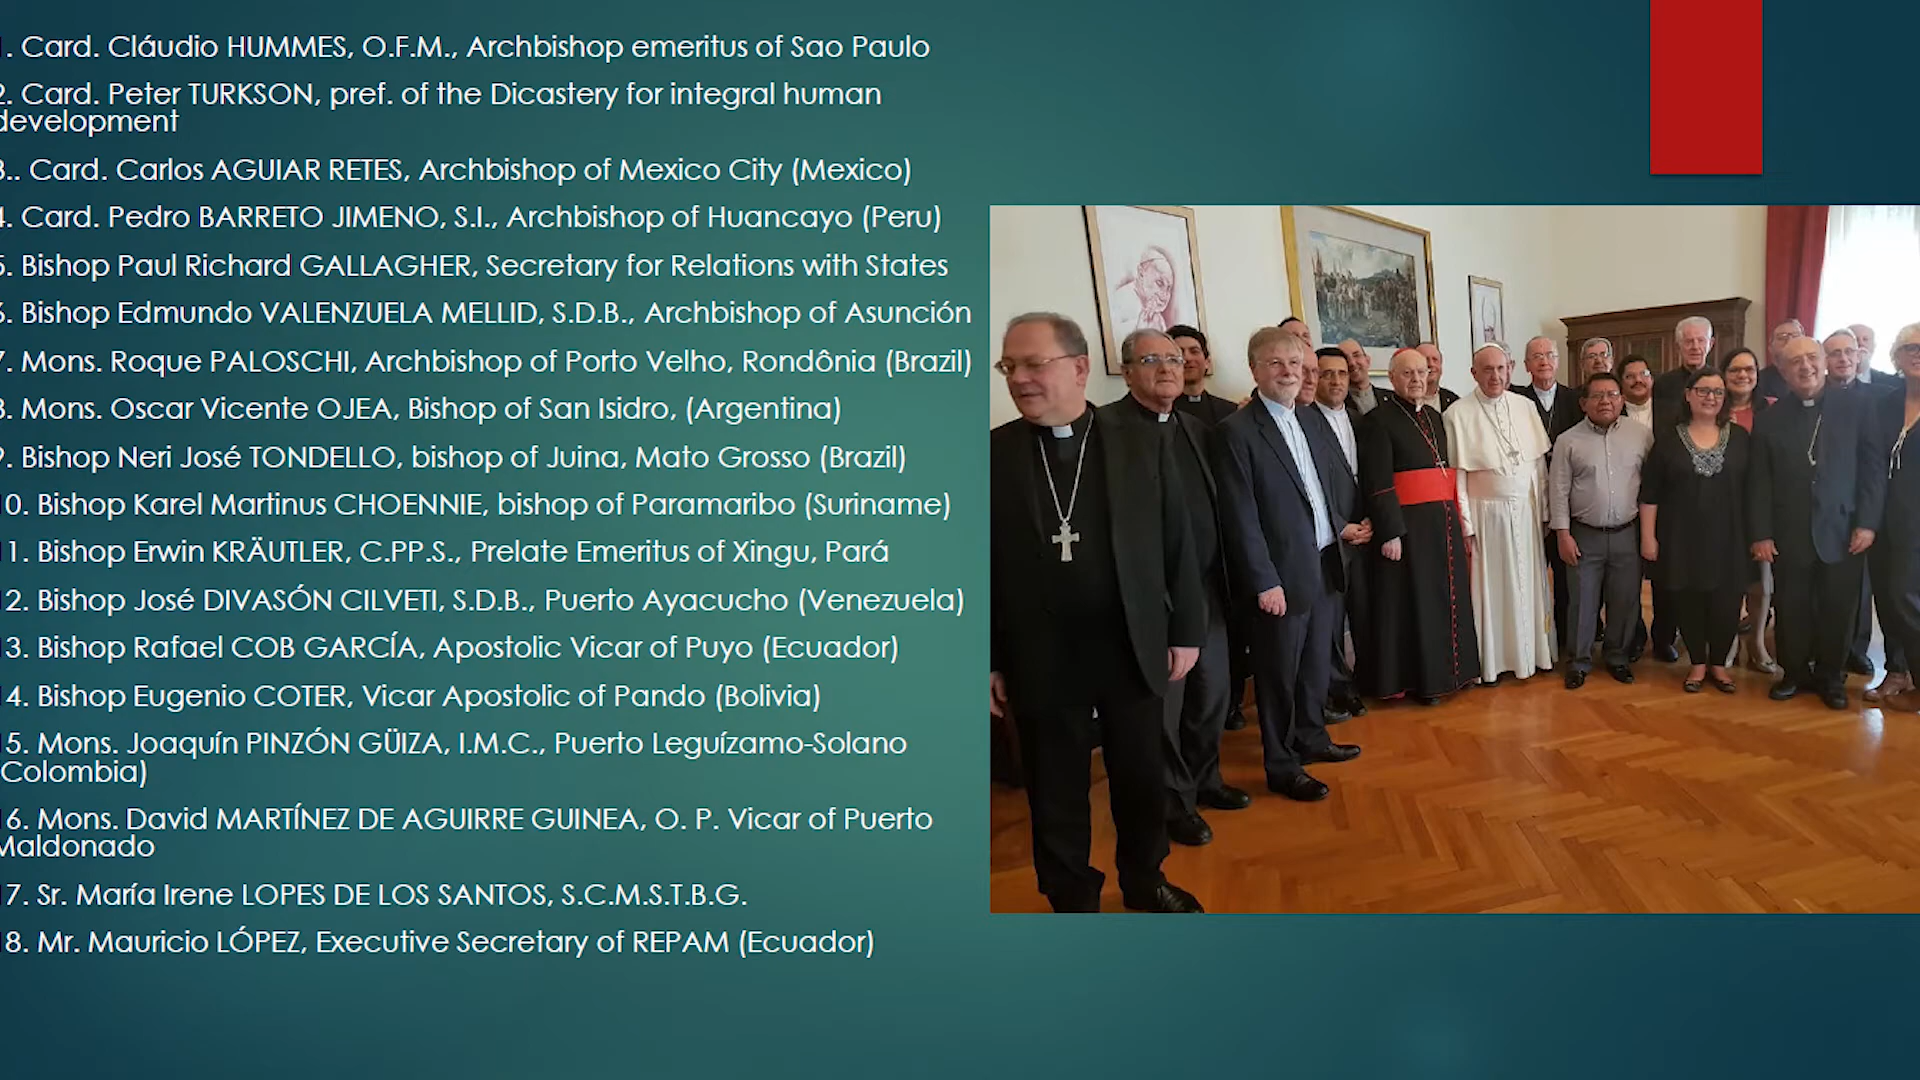 . Card. Cláudio HUMMES, O.F.M., Archbishop emeritus of Sao Paulo
2. Card. Peter TURKSON, pref. of the Dicastery for integral human
development
3.. Card. Carlos AGUIAR RETES, Archbishop of Mexico City (Mexico)
4. Card. Pedro BARRETO JIMENO, S.I., Archbishop of Huancayo (Peru)
5. Bishop Paul Richard GALLAGHER, Secretary for Relations with States
6. Bishop Edmundo VALENZUELA MELLID, S.D.B., Archbishop of Asunción
7. Mons. Roque PALOSCHI, Archbishop of Porto Velho, Rondônia (Brazil)
8. Mons. Oscar Vicente OJEA, Bishop of San Isidro, (Argentina)
9. Bishop Neri José TONDELLO, bishop of Juina, Mato Grosso (Brazil)
10. Bishop Karel Martinus CHOENNIE, bishop of Paramaribo (Suriname)
11. Bishop Erwin KRÄUTLER, C.PP.S., Prelate Emeritus of Xingu, Pará
12. Bishop José DIVASÓN CILVETI, S.D.B., Puerto Ayacucho (Venezuela)
13. Bishop Rafael COB GARCÍA, Apostolic Vicar of Puyo (Ecuador)
14. Bishop Eugenio COTER, Vicar Apostolic of Pando (Bolivia)
15. Mons. Joaquín PINZÓN GÜIZA, I.M.C., Puerto Leguízamo-Solano
(Colombia)
16. Mons. David MARTÍNEZ DE AGUIRRE GUINEA, O. P. Vicar of Puerto
Maldonado
17. Sr. María Irene LOPES DE LOS SANTOS, S.C.M.S.T.B.G.
18. Mr. Mauricio LÓPEZ, Executive Secretary of REPAM (Ecuador)